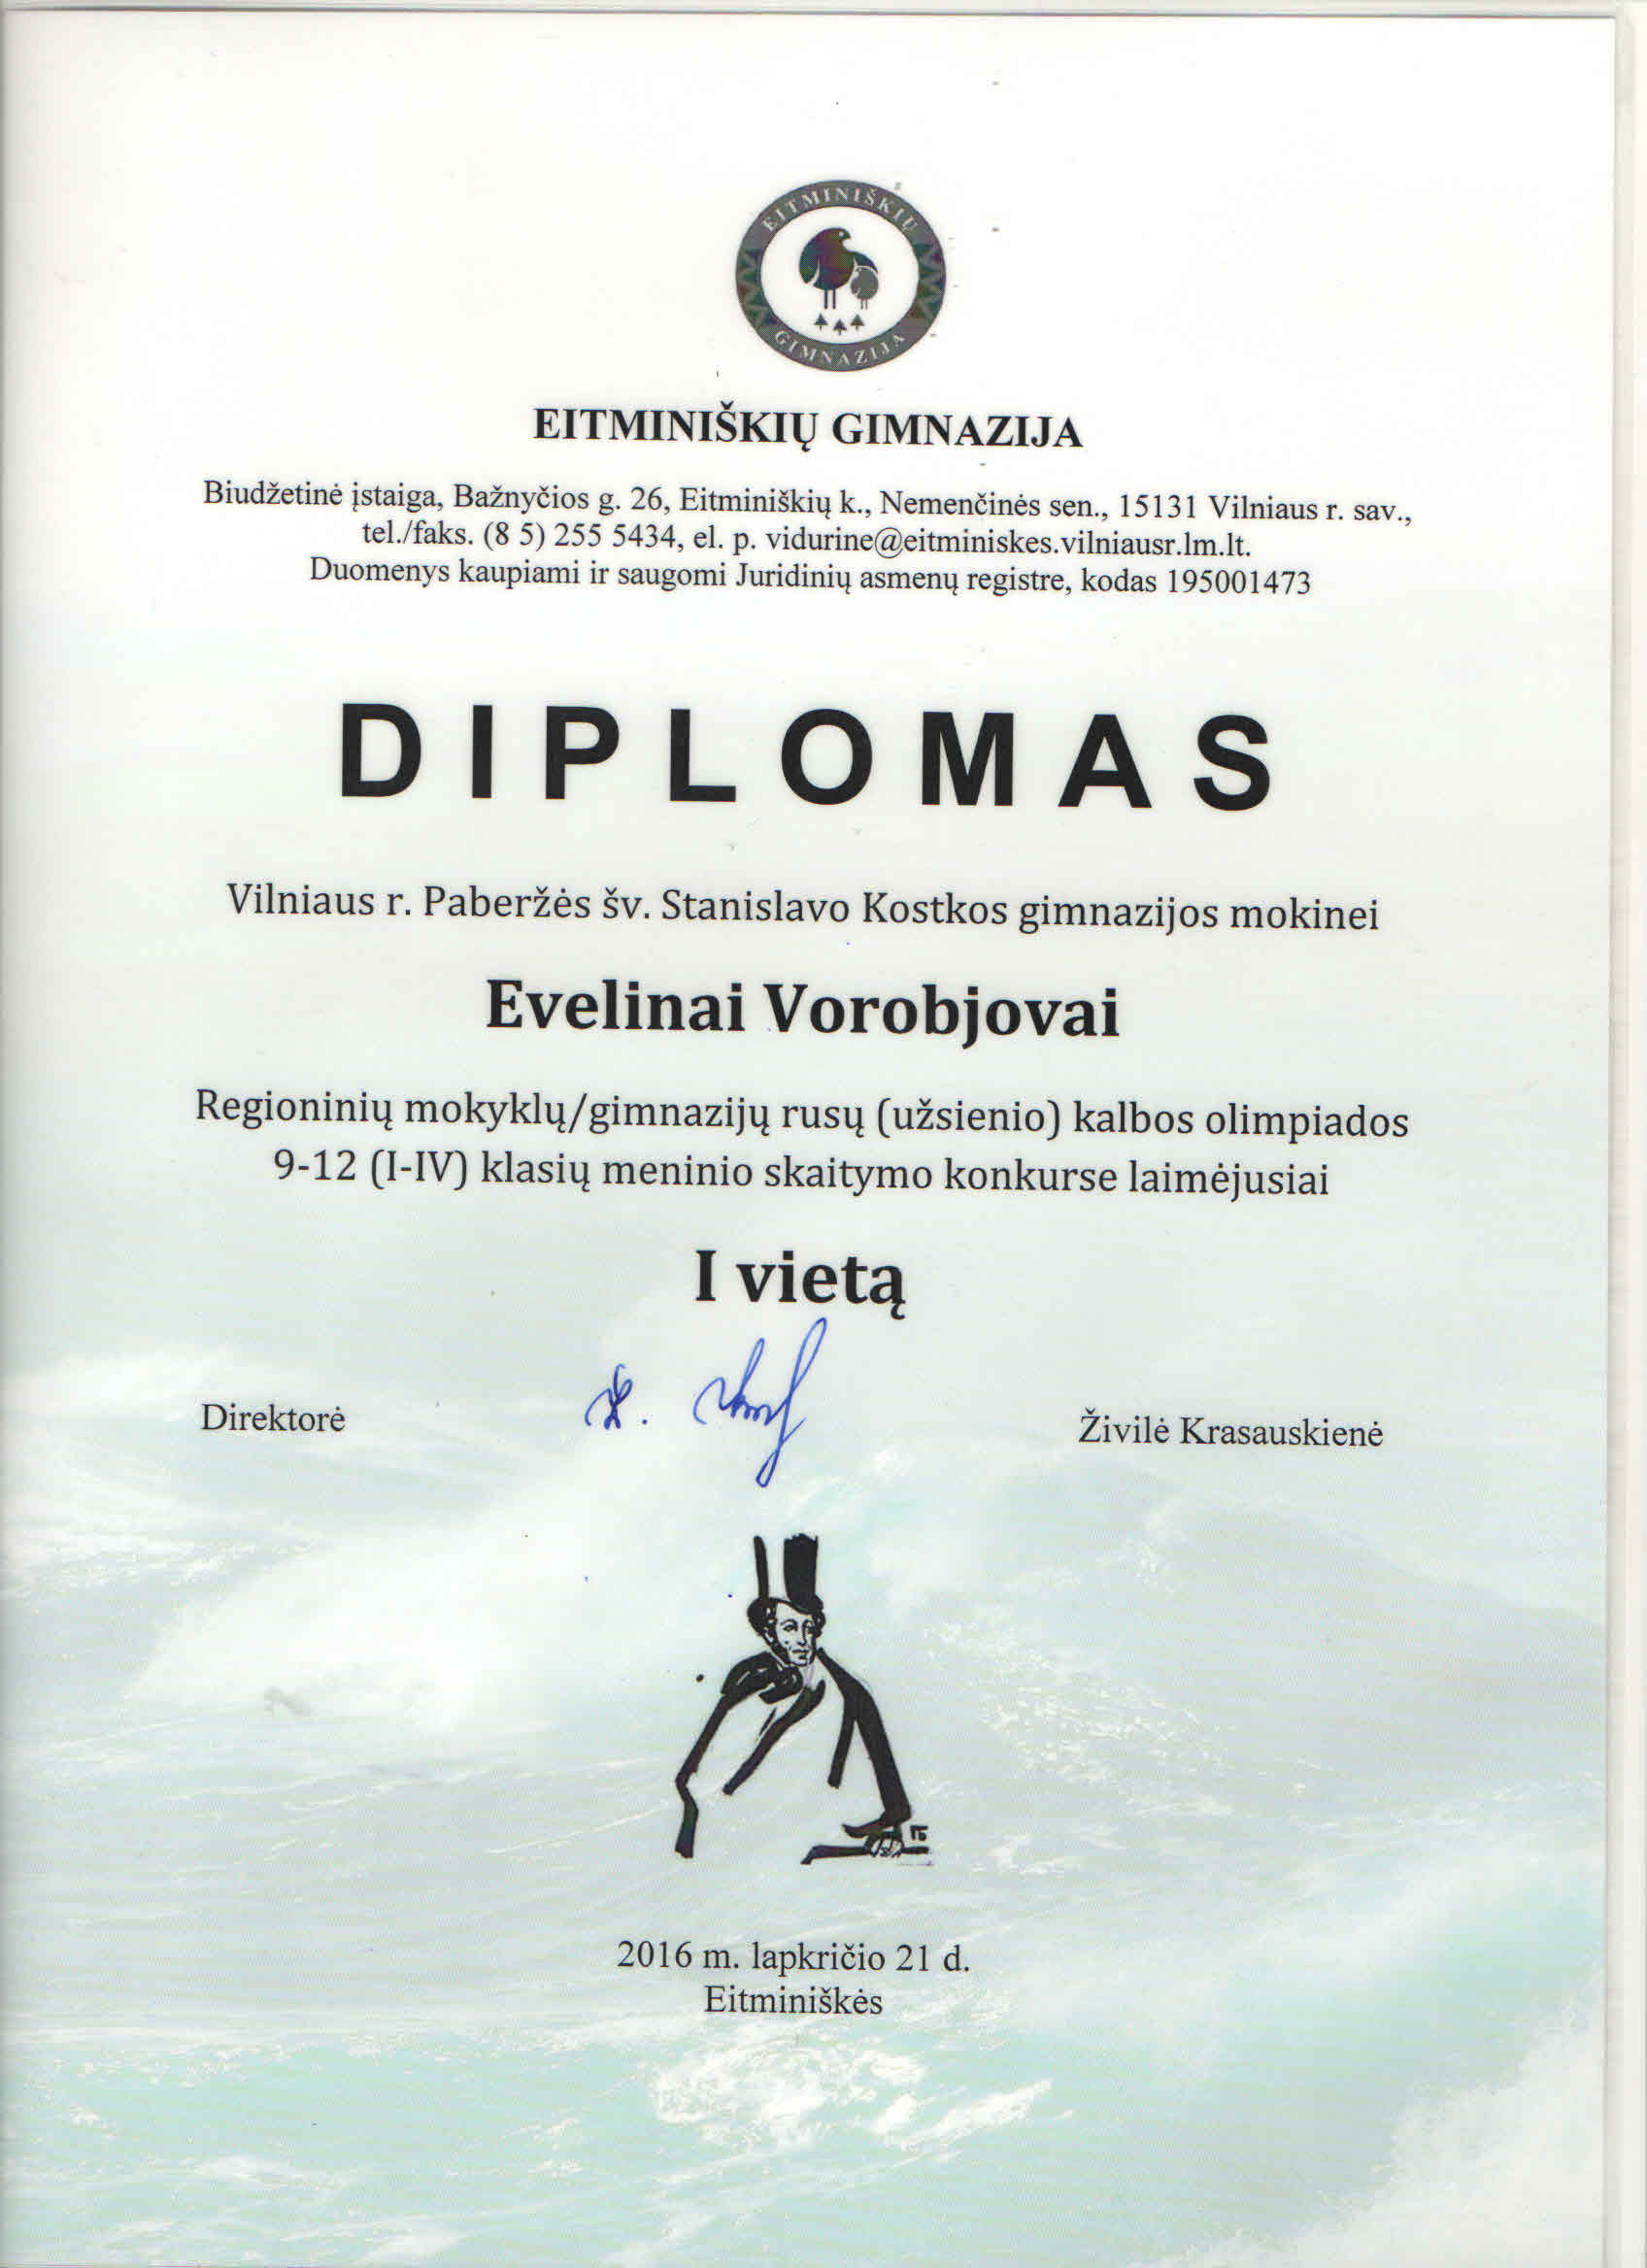 EITMINIŠKIŲ
GIMNAZIJA
EITMINIŠKIŲ GIMNAZIJA
Biudžetinė įstaiga, Bažnyčios g. 26, Eitminiškių k., Nemenčinės sen., 15131 Vilniaus r. sav.,
tel./faks. (8 5) 255 5434, el. p. vidurine@eitminiskes.vilniausr.lm.lt.
Duomenys kaupiami ir saugomi Juridinių asmenų registre, kodas 195001473
DIPLOMAS
Vilniaus r. Paberžės šv. Stanislavo Kostkos gimnazijos mokinei
Evelinai Vorobjovai
Regioninių mokyklų/gimnazijų rusų (užsienio) kalbos olimpiados
9-12 (I-IV) klasių meninio skaitymo konkurse laimėjusiai
I vietą
Direktorė
Živilė Krasauskienė
2016 m. lapkričio 21 d.
Eitminiškės